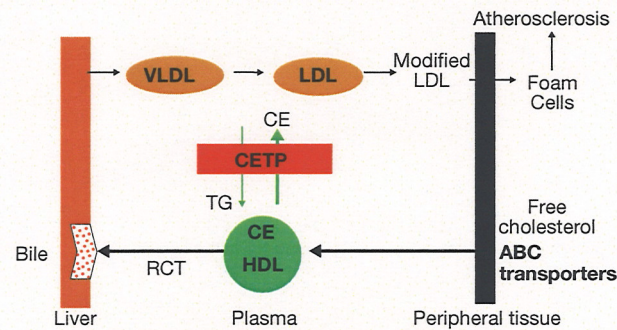 Atherosclerosis
VLDL
LDL
Modified
LDL
Foam
Cells
CE
CETP
TG
CE
HDL
Free
cholesterol
ABC
transporters
Bile
RCT
Liver
Plasma
Peripheral tissue